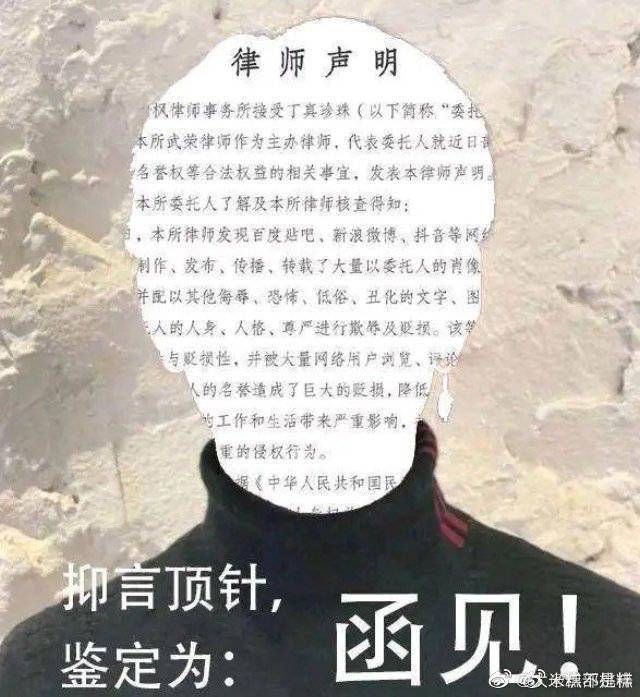 律师声明
枫律师事务所接受丁真珍珠（以下简称“委托
本所武荣律师作为主办律师，代表委托人就近日
名誉权等合法权益的相关事宜，发表本律师声明。
本所委托人了解及本所律师核查得知：
，本所律师发现百度贴吧、新浪微博、抖音等网络
制作、发布、传播、转载了大量以委托人的肖像
并配以其他侮辱、恐怖、低俗、丑化的文字、图
托人的人身、人格、尊严进行欺辱及贬损。该等
与贬损性，并被大量网络用户浏览、评论
人的名誉造成了巨大的贬损，降低
工作和生活带来严重影响，
重的侵权行为。
据《中华人民共和国民
抑言顶针，
鉴定为：
函见！